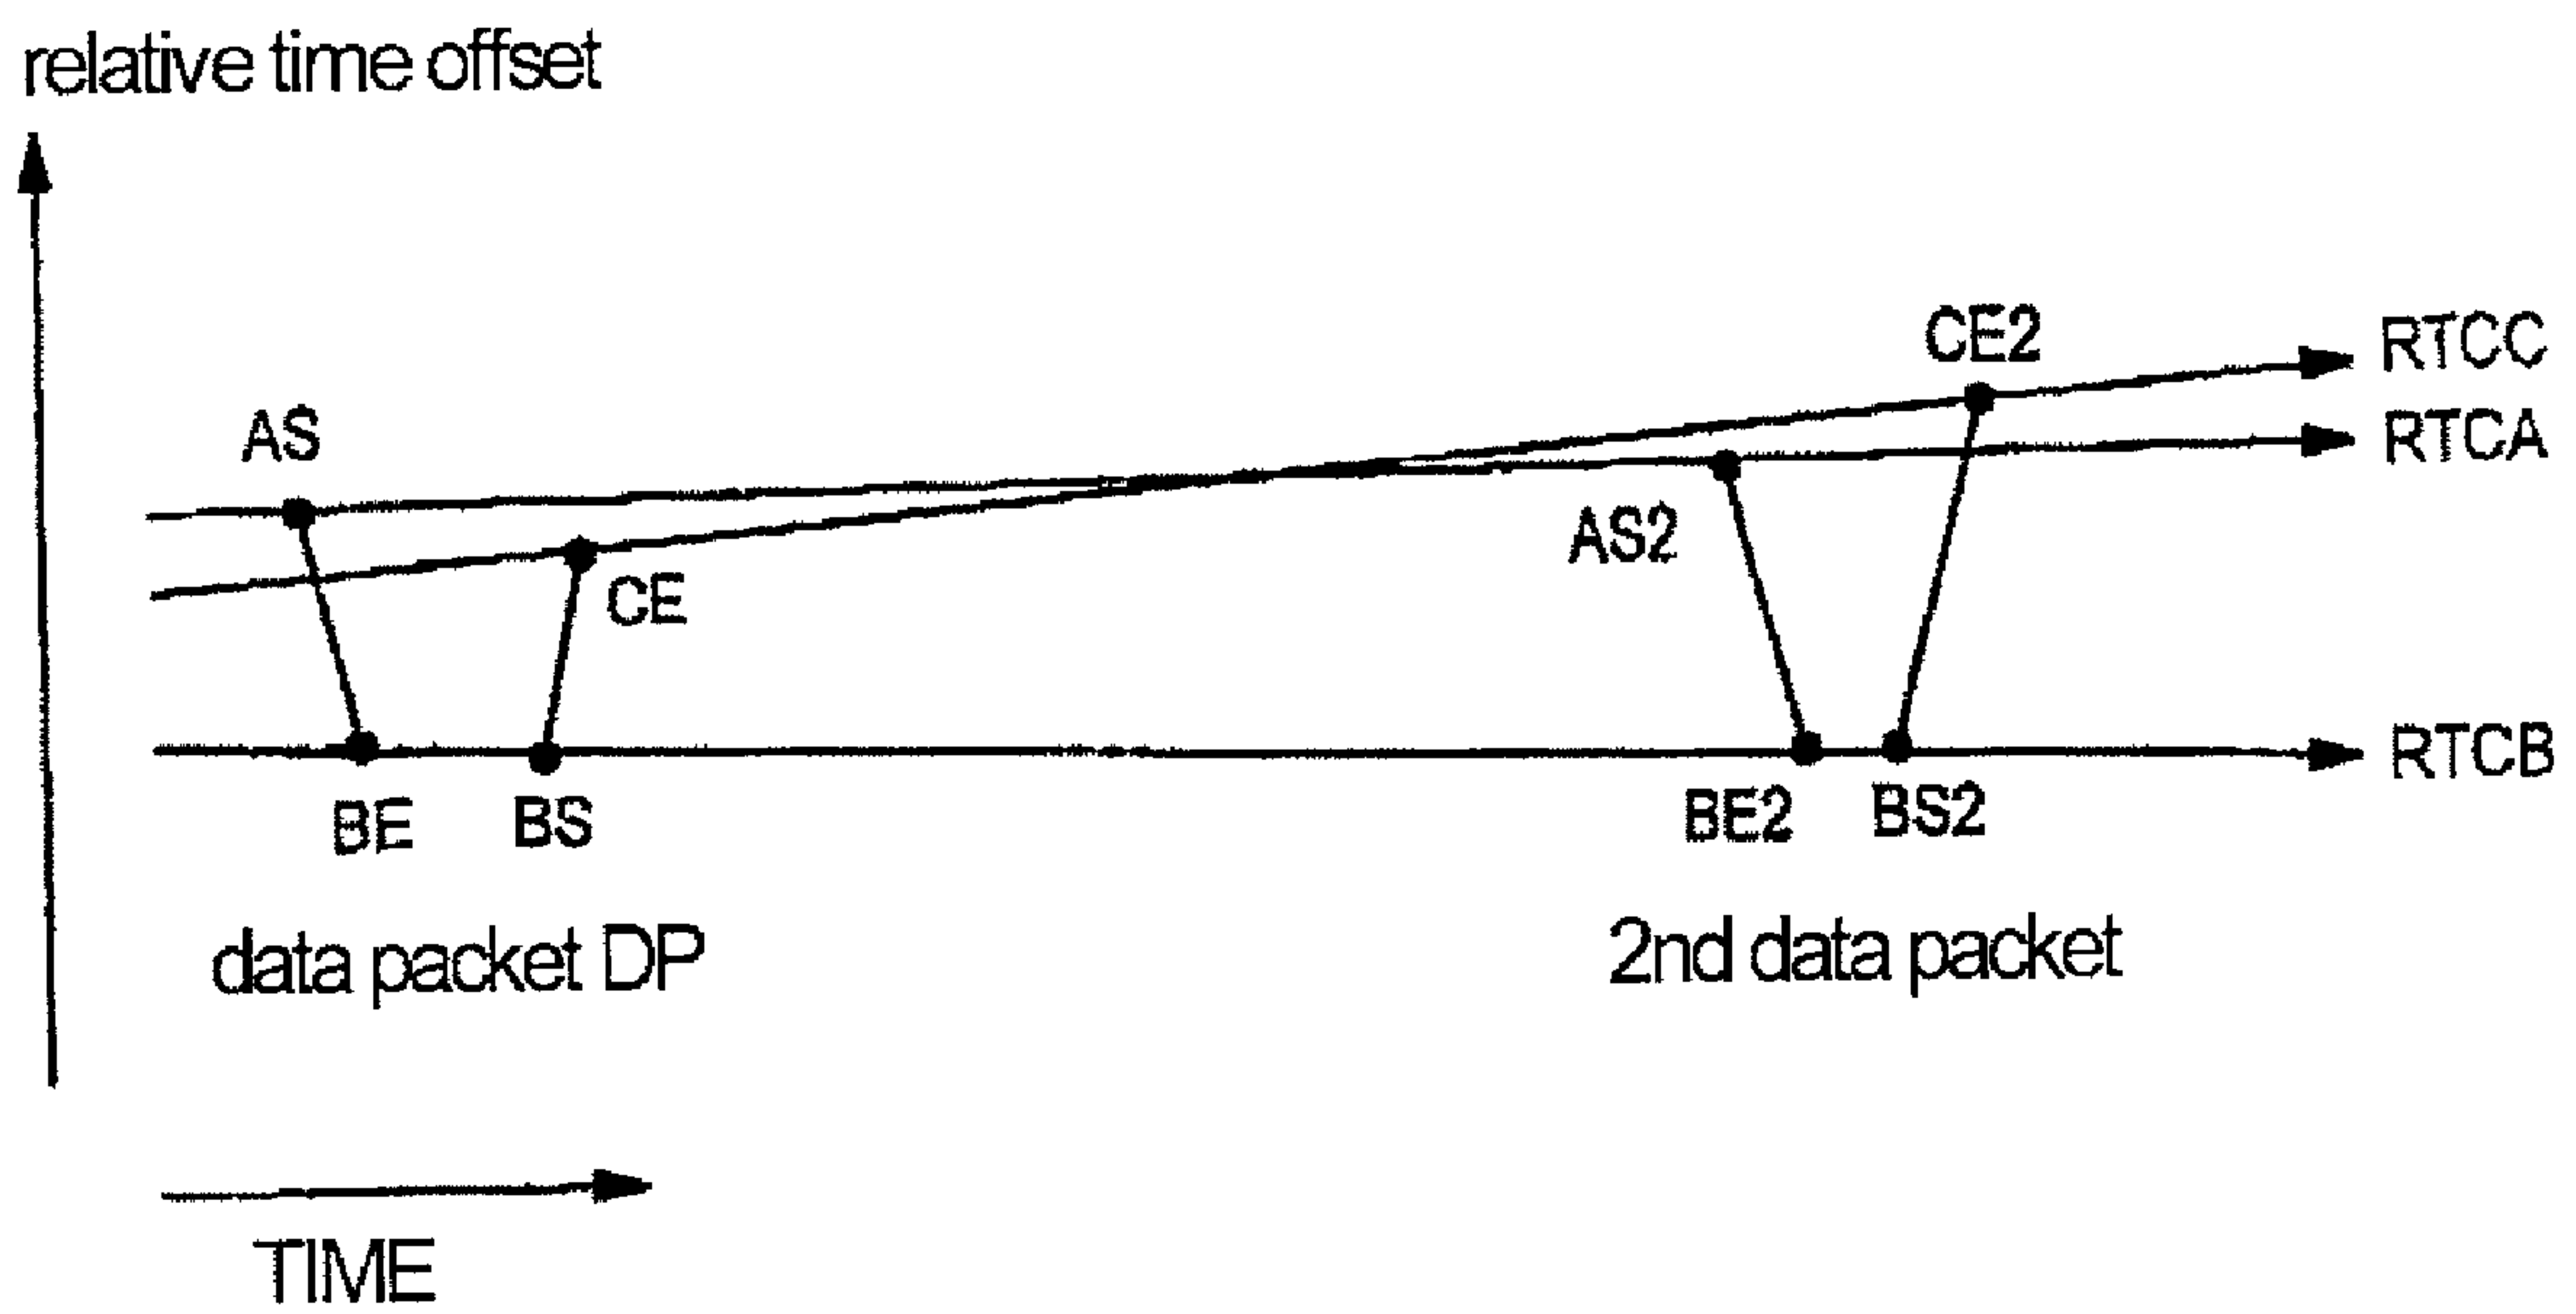 relative time offset
CE2
RTCC
AS
RTCA
AS2
CE
RTCB
BE
BS
BE2
BS2
data packet DP
2nd data packet
TIME